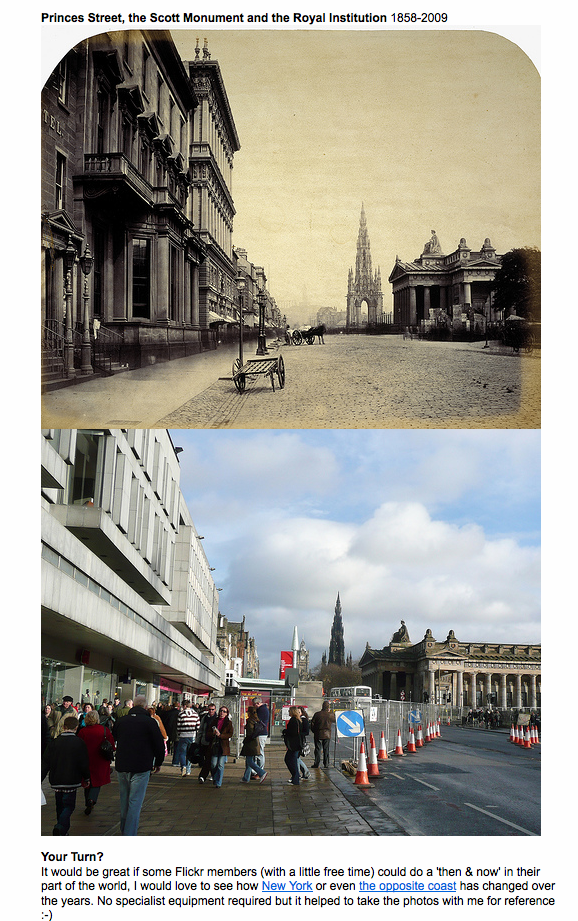 Princes Street, the Scott Monument and the Royal Institution 1858-2009
TEL
Your Turn?
It would be great if some Flickr members (with a little free time) could do a 'then & now' in their
part of the world, I would love to see how New York or even the opposite coast has changed over
the years. No specialist equipment required but it helped to take the photos with me for reference
:-)